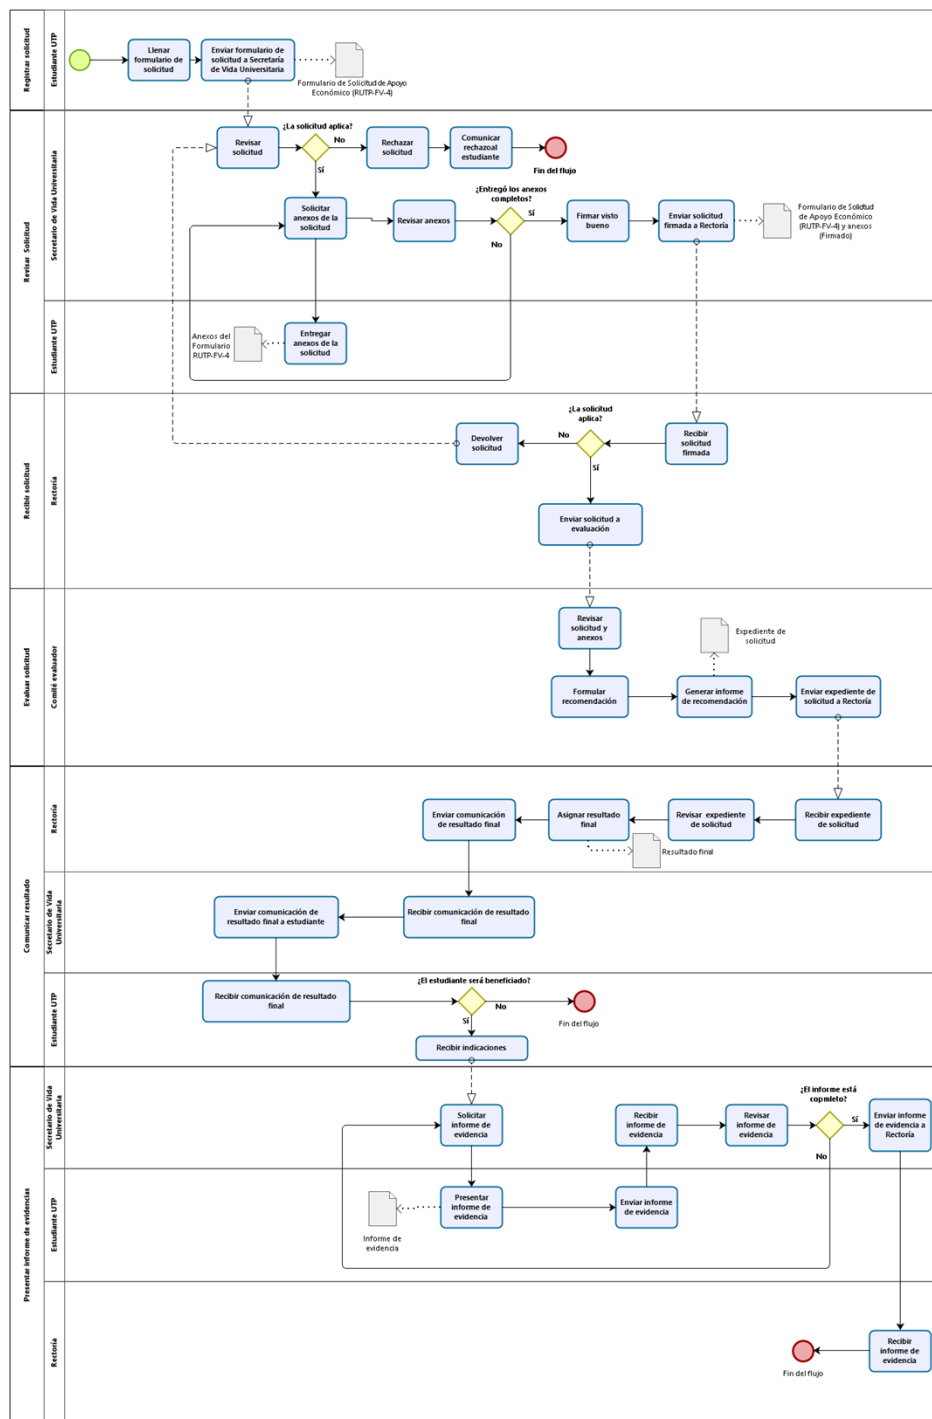 Registrar solicitud
Estudiante UTP
Llenar
formulario de
solicitud
Enviar formulario de
solicitud a Secretaría
de Vida Universitaria
Formulario de Solicitud de Apoyo
Económico (RUTP-FV-4)
Revisar Solicitud
Secretario de Vida Universitaria
Revisar
solicitud
¿La solicitud aplica?
No
Sí
Rechazar
solicitud
Comunicar
rechazoal
estudiante
Fin del flujo
Solicitar
anexos de la
solicitud
Revisar anexos
¿Entregó los anexos
completos?
Sí
No
Firmar visto
bueno
Enviar solicitud
firmada a Rectoría
Formulario de Solicitud
de Apoyo Económico
(RUTP-FV-4) y anexos
(Firmado)
Estudiante UTP
Anexos del
Formulario
RUTP-FV-4
Entregar
anexos de la
solicitud
Recibir solicitud
Rectoría
Devolver
solicitud
No
¿La solicitud
aplica?
Sí
Recibir
solicitud
firmada
Enviar solicitud a
evaluación
Evaluar solicitud
Comité evaluador
Revisar
solicitud y
anexos
Expediente de
solicitud
Formular
recomendación
Generar informe
de recomendación
Enviar expediente de
solicitud a Rectoría
Comunicar resultado
Rectoría
Enviar comunicación
de resultado final
Asignar resultado
final
Revisar expediente
de solicitud
Recibir expediente
de solicitud
Resultado final
Secretario de Vida
Universitaria
Enviar comunicación de
resultado final a estudiante
Recibir comunicación de resultado
final
Estudiante UTP
Recibir comunicación de resultado
final
¿El estudiante será beneficiado?
No
Sí
Fin del flujo
Recibir indicaciones
Presentar informe de evidencias
Secretario de Vida
Universitaria
Solicitar
informe de
evidencia
Recibir
informe de
evidencia
Revisar
informe de
evidencia
¿El informe está
copmleto?
Sí
No
Enviar informe
de evidencia a
Rectoría
Estudiante UTP
Informe de
evidencia
Presentar
informe de
evidencia
Enviar informe
de evidencia
Rectoría
Fin del flujo
Recibir
informe de
evidencia